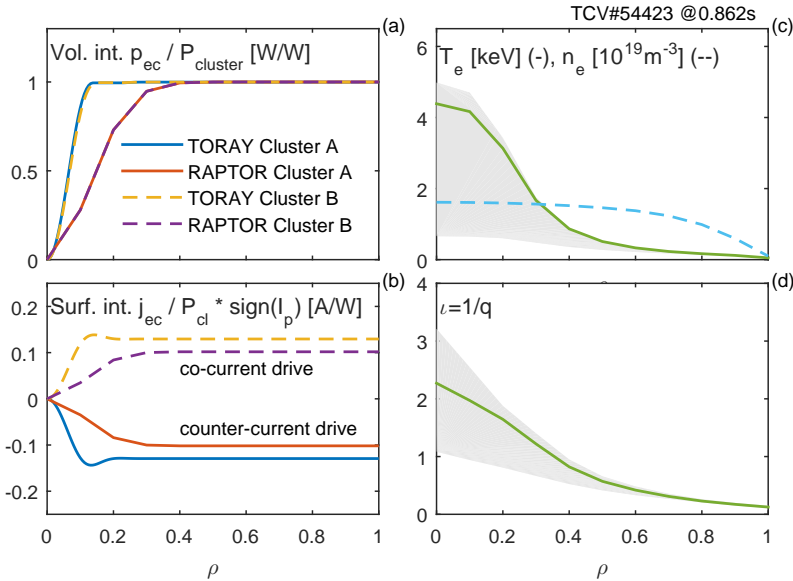 TCV#54423 @0.862s
(a)
Vol. int. p_ec / P_cluster [W/W]
1
0.5
0
TORAY Cluster A
RAPTOR Cluster A
TORAY Cluster B
RAPTOR Cluster B
(c)
T_e [keV] (-), n_e [10^19 m^-3] (--)
6
4
2
0
(b)
Surf. int. j_ec / P_cl * sign(I_p) [A/W]
0.2
0.1
0
-0.1
-0.2
co-current drive
counter-current drive
0 0.2 0.4 0.6 0.8 1
ρ
(d)
ι=1/q
4
3
2
1
0
0 0.2 0.4 0.6 0.8 1
ρ